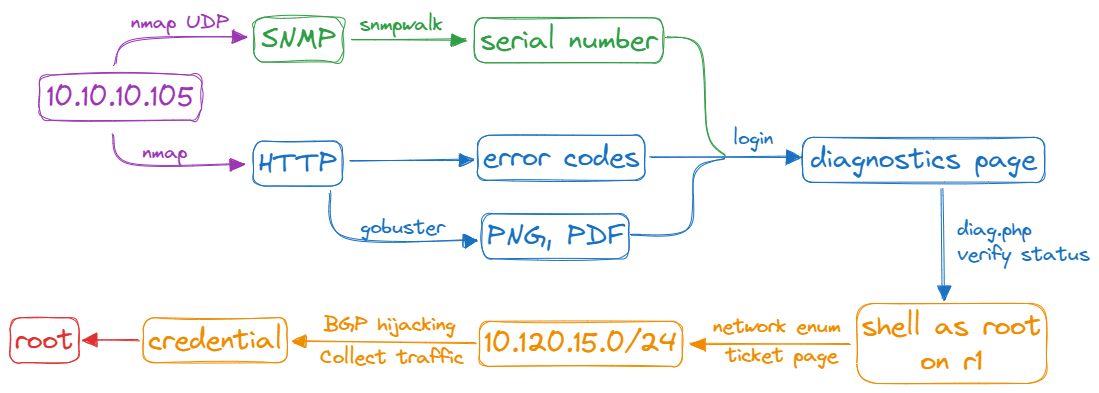 nmap UDP
SNMP
snmpwalk
serial number
10.10.10.105
nmap
HTTP
error codes
login
diagnostics page
gobuster
PNG, PDF
diag.php
verify status
root
credential
BGP hijacking
Collect traffic
10.120.15.0/24
network enum
ticket page
shell as root
on r1